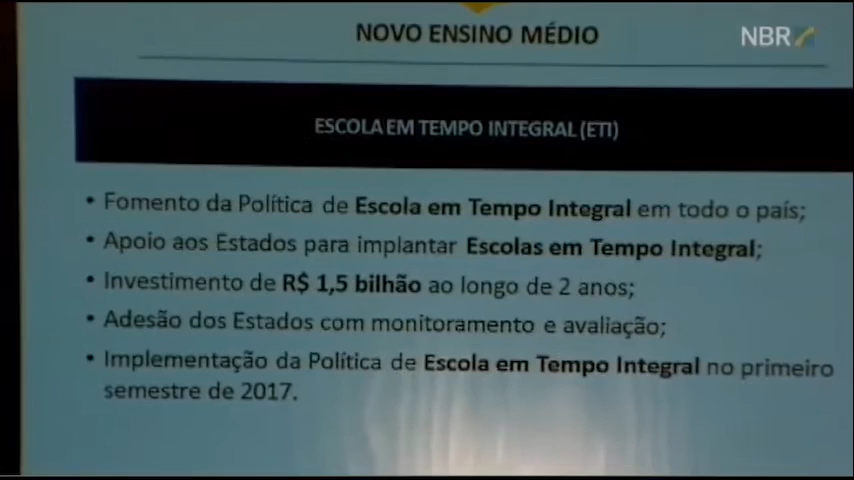 NOVO ENSINO MÉDIO
NBR
ESCOLA EM TEMPO INTEGRAL (ETI)
• Fomento da Política de Escola em Tempo Integral em todo o país;
• Apoio aos Estados para implantar Escolas em Tempo Integral;
• Investimento de R$ 1,5 bilhão ao longo de 2 anos;
• Adesão dos Estados com monitoramento e avaliação;
• Implementação da Política de Escola em Tempo Integral no primeiro
semestre de 2017.